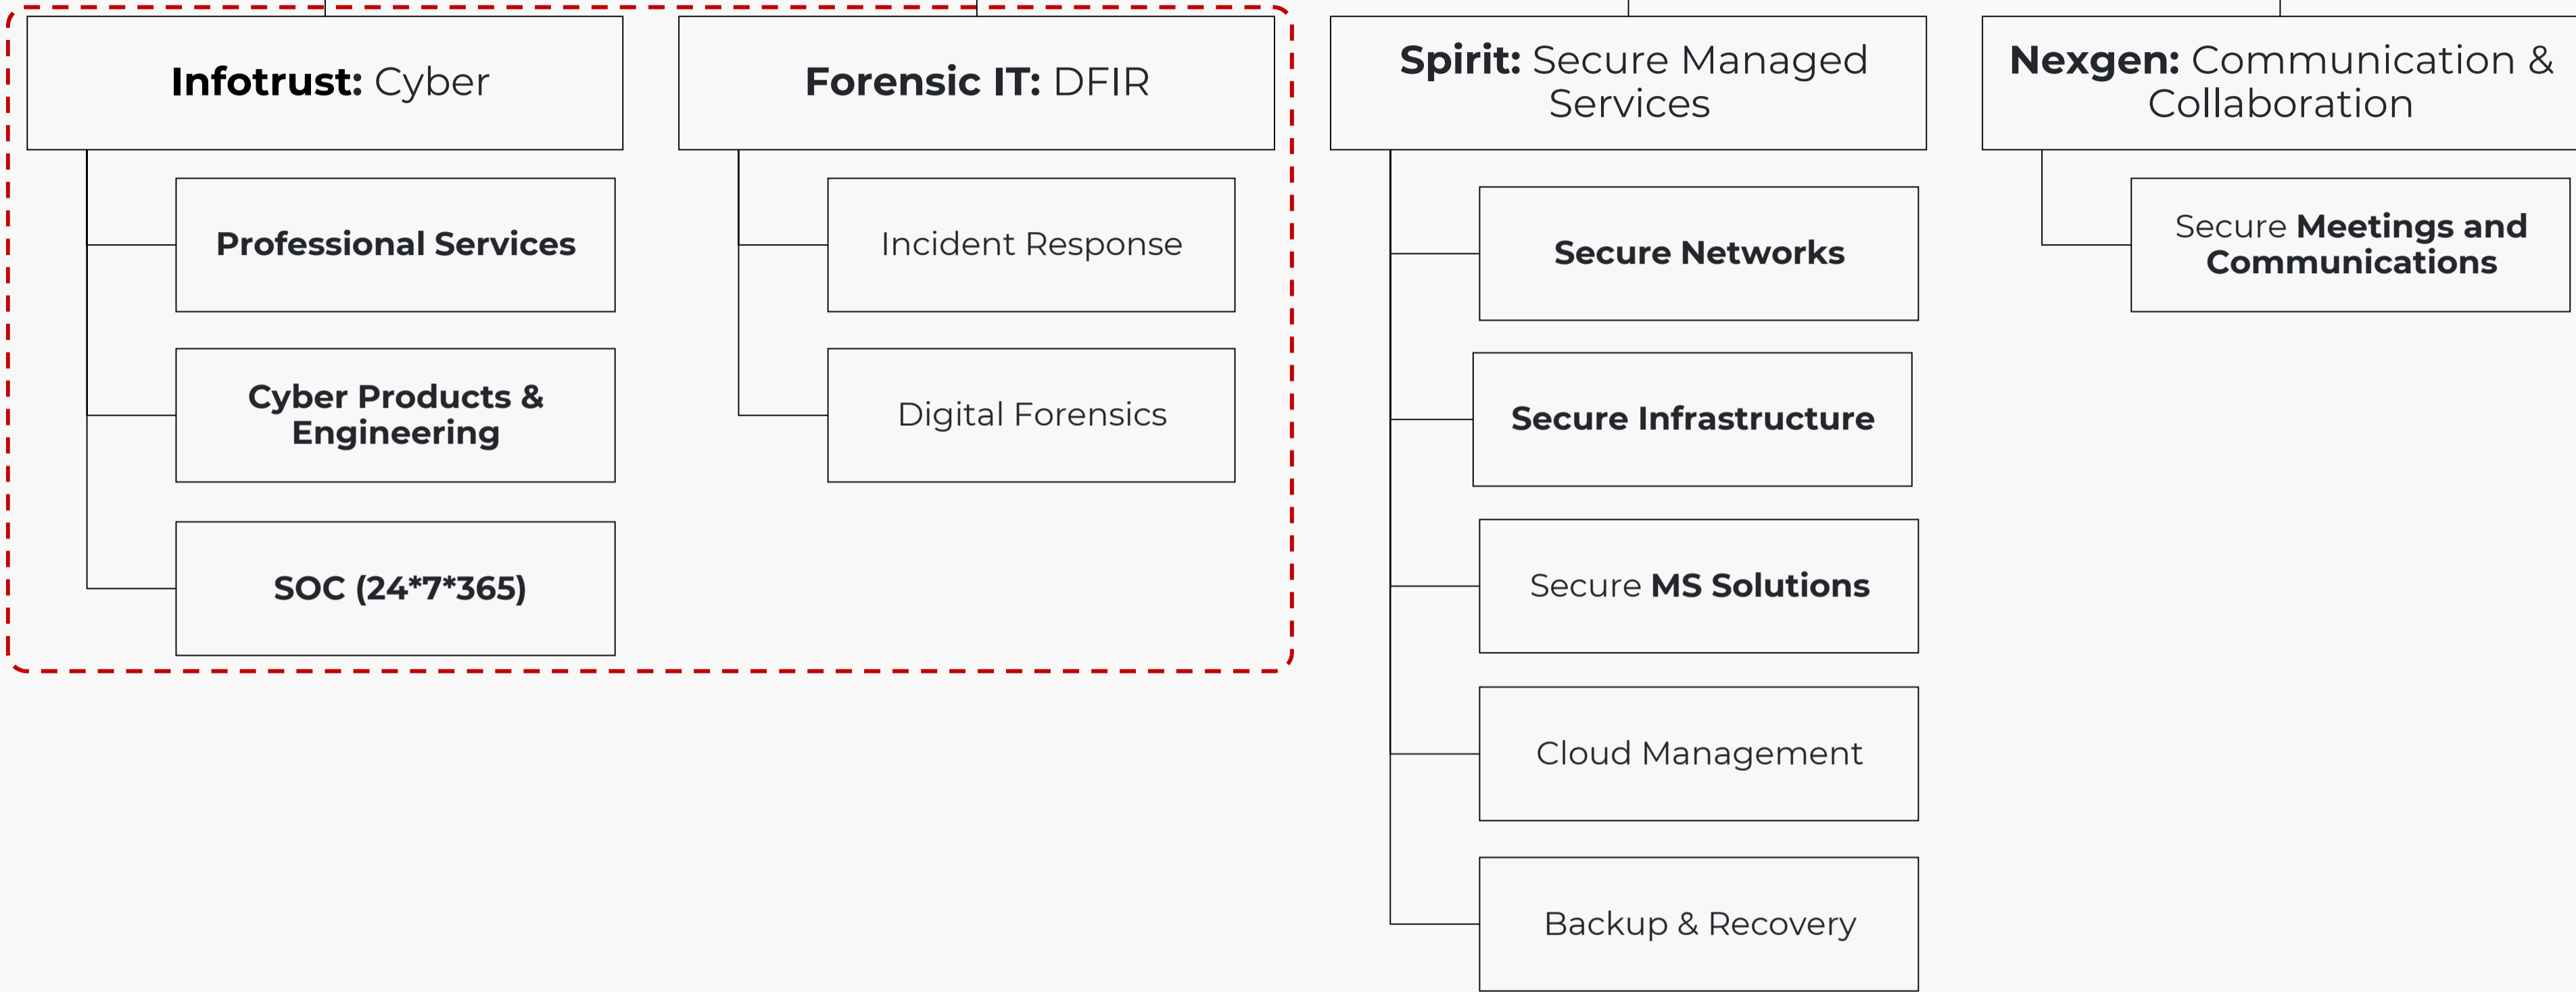 Infotrust: Cyber
Professional Services
Cyber Products &
Engineering
SOC (24*7*365)
Forensic IT: DFIR
Incident Response
Digital Forensics
Spirit: Secure Managed
Services
Secure Networks
Secure Infrastructure
Secure MS Solutions
Cloud Management
Backup & Recovery
Nexgen: Communication &
Collaboration
Secure Meetings and
Communications